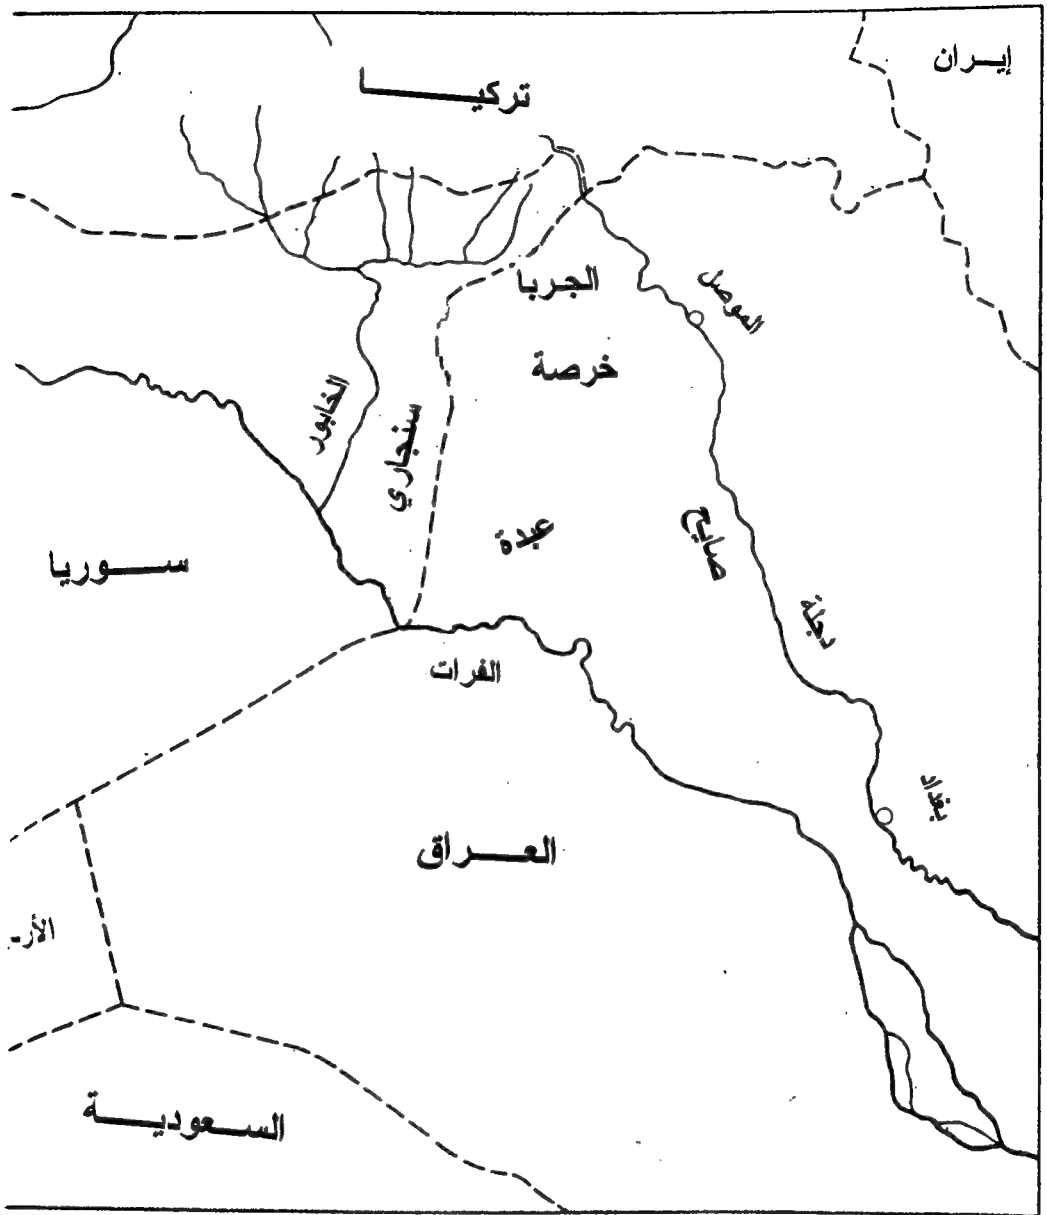 إيران
تركيا
الجربا
الموصل
خرصة
الخابور
سنجاري
صايح
عبدة
سوريا
دجلة
الفرات
بغداد
العراق
الأر
السعودية